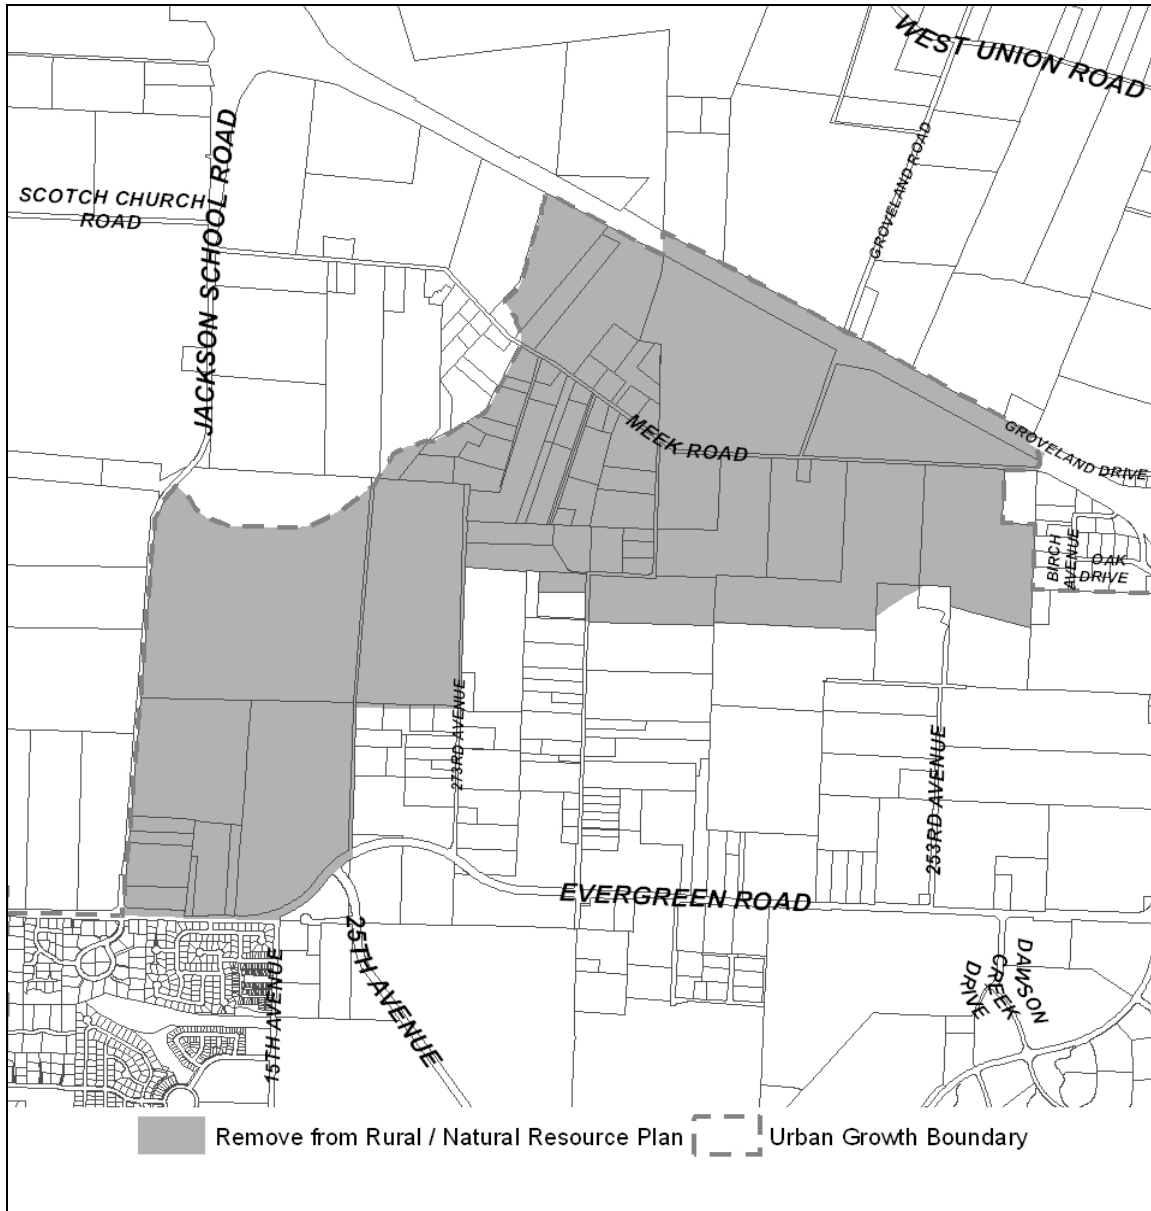 WEST UNION ROAD
GROVELAND ROAD
JACKSON SCHOOL ROAD
SCOTCH CHURCH
ROAD
MEEK ROAD
GROVELAND DRIVE
BIRCH
AVENUE
OAK
DRIVE
273RD AVENUE
253RD AVENUE
EVERGREEN ROAD
25TH AVENUE
15TH AVENUE
DAWSON
CREEK
DRIVE
Remove from Rural / Natural Resource Plan
Urban Growth Boundary